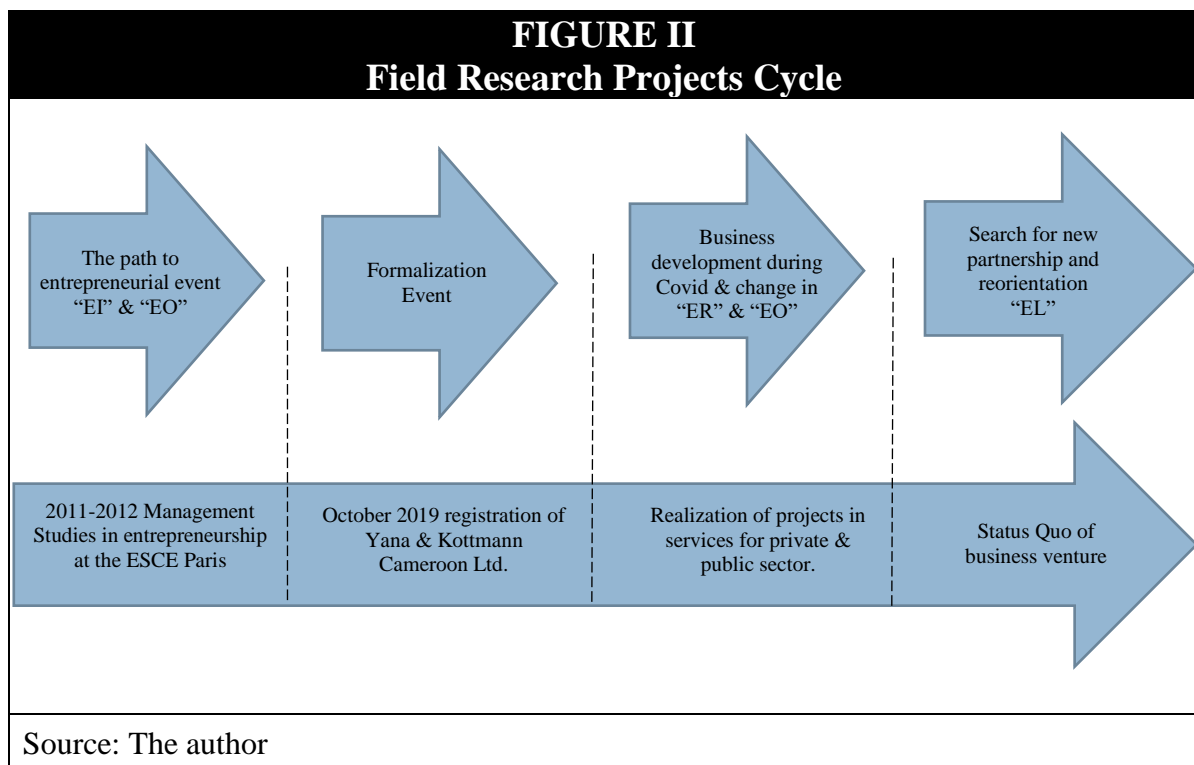 FIGURE II
Field Research Projects Cycle
The path to
entrepreneurial event
“EI” & “EO”
Formalization
Event
Business
development during
Covid & change in
“ER” & “EO”
Search for new
partnership and
reorientation
“EL”
2011-2012 Management
Studies in entrepreneurship
at the ESCE Paris
October 2019 registration of
Yana & Kottmann
Cameroon Ltd.
Realization of projects in
services for private &
public sector.
Status Quo of
business venture
Source: The author